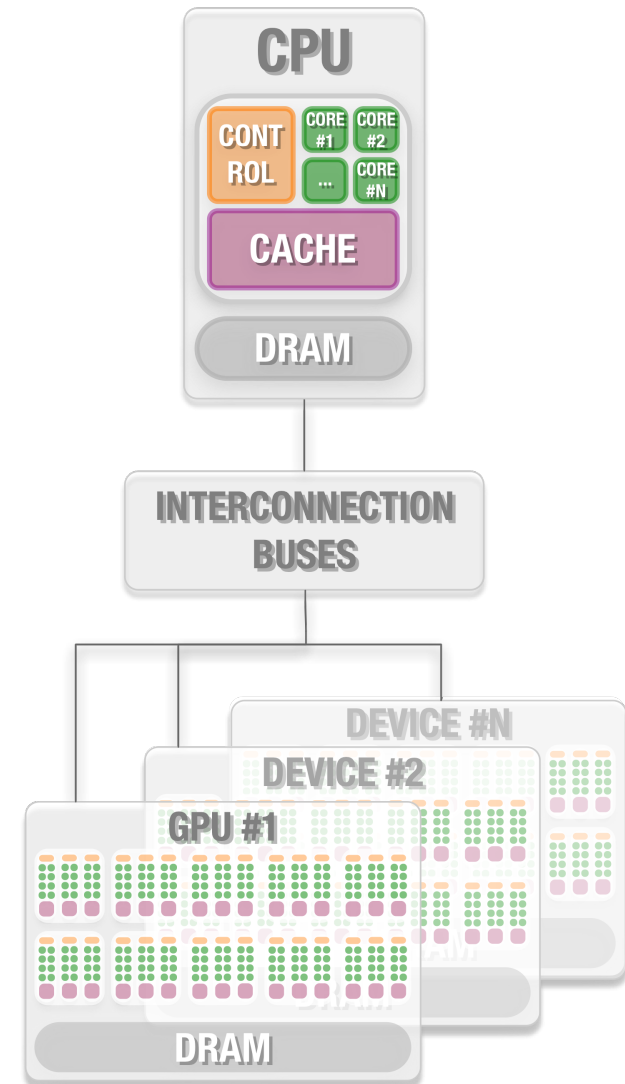 CPU
CONT
ROL
CORE
#1
CORE
#2
...
CORE
#N
CACHE
DRAM
INTERCONNECTION
BUSES
DEVICE #N
DEVICE #2
GPU #1
DRAM